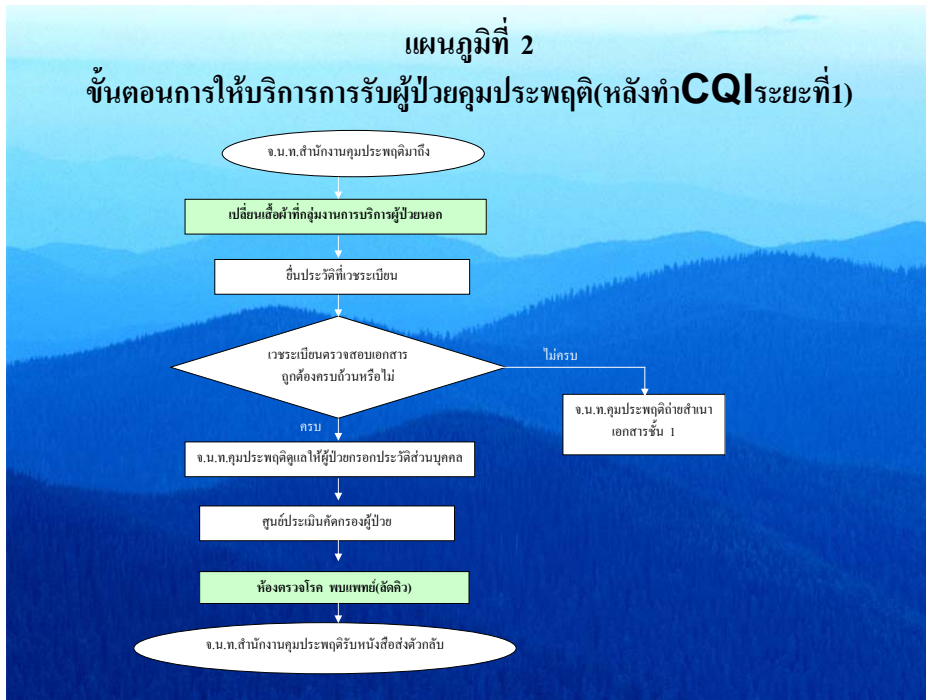 แผนภูมิที่ 2
ขั้นตอนการให้บริการการรับผู้ป่วยคุมประพฤติ(หลังทำCQIระยะที่1)
จ.น.ท.สำนักงานคุมประพฤติมาถึง
เปลี่ยนเสื้อผ้าที่กลุ่มงานการบริการผู้ป่วยนอก
ยื่นประวัติที่เวชระเบียน
เวชระเบียนตรวจสอบเอกสาร
ถูกต้องครบถ้วนหรือไม่
ไม่ครบ
จ.น.ท.คุมประพฤติถ่ายสำเนา
เอกสารชั้น 1
ครบ
จ.น.ท.คุมประพฤติดูแลให้ผู้ป่วยกรอกประวัติส่วนบุคคล
ศูนย์ประเมินคัดกรองผู้ป่วย
ห้องตรวจโรค พบแพทย์(ลัดคิว)
จ.น.ท.สำนักงานคุมประพฤติรับหนังสือส่งตัวกลับ